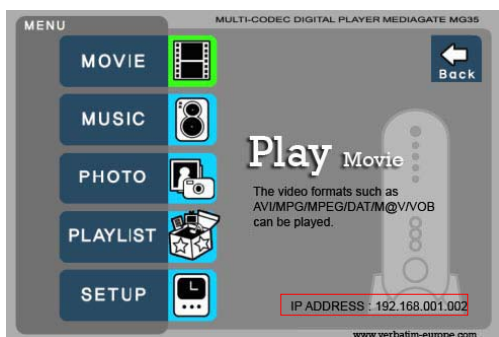 MENU
MULTI-CODEC DIGITAL PLAYER MEDIAGATE MG35
MOVIE
Back
MUSIC
PHOTO
PLAYLIST
SETUP
Play Movie
The video formats such as
AVI/MPG/MPEG/DAT/M@V/VOB
can be played.
IP ADDRESS : 192.168.001.002
www.verbatim-europe.com